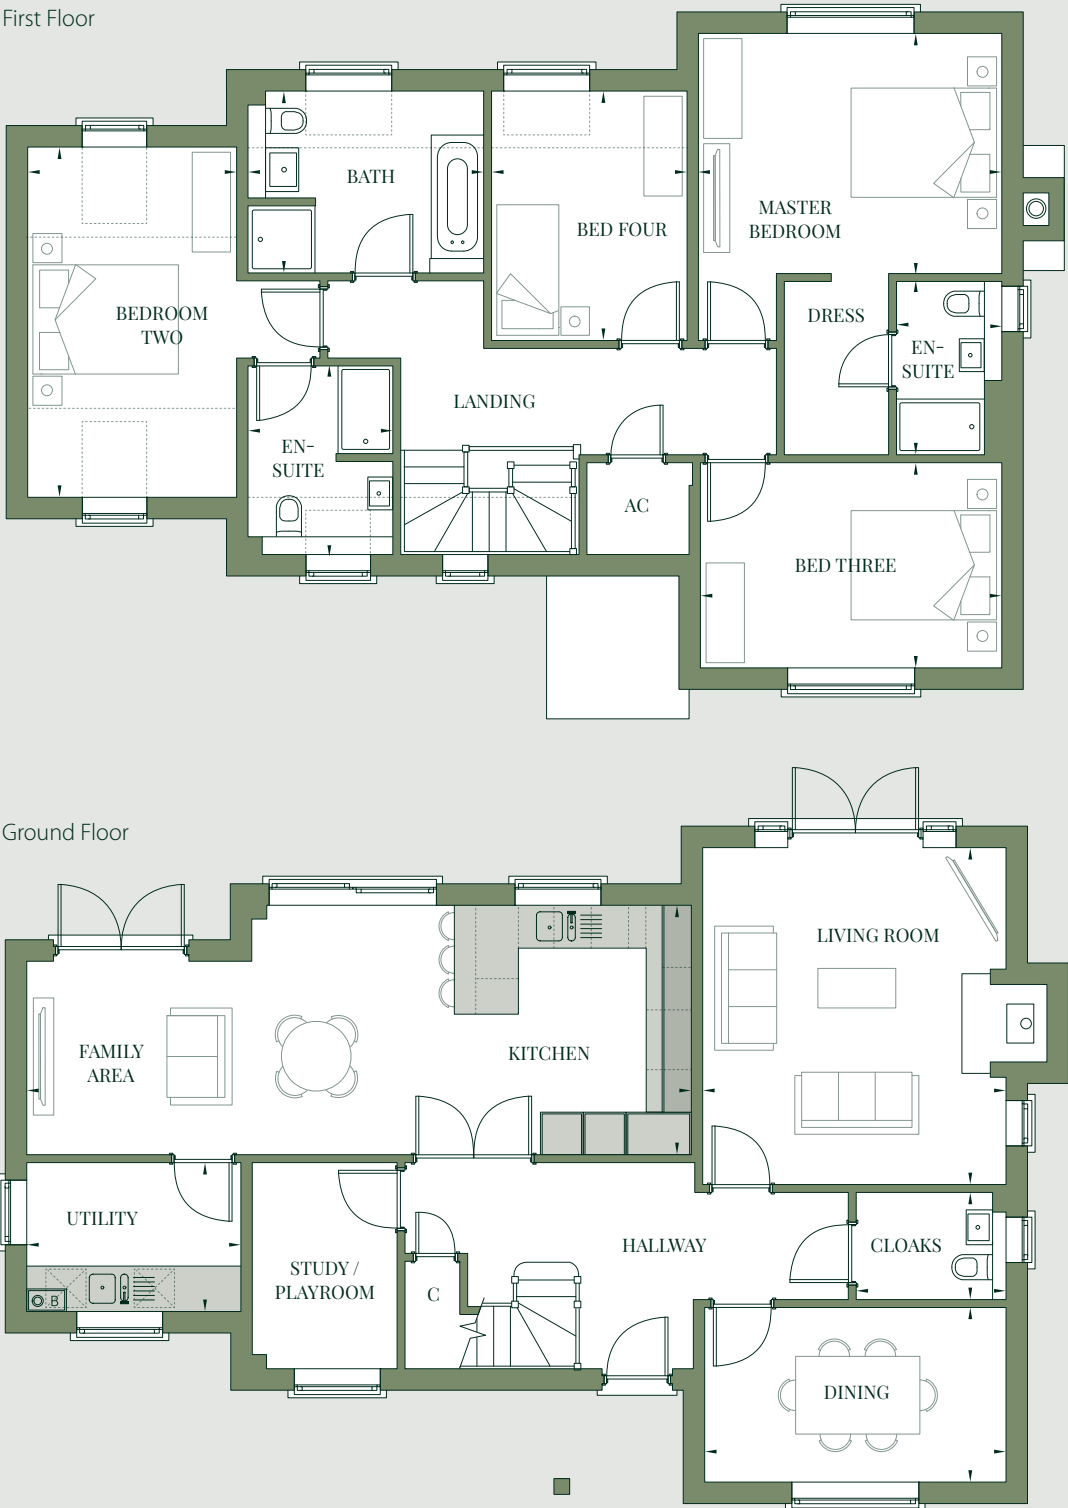 First Floor
BATH
BED FOUR
MASTER
BEDROOM
BEDROOM
TWO
DRESS
EN-
SUITE
LANDING
EN-
SUITE
AC
BED THREE
Ground Floor
LIVING ROOM
FAMILY
AREA
KITCHEN
UTILITY
HALLWAY
CLOAKS
STUDY /
PLAYROOM
C
B
DINING